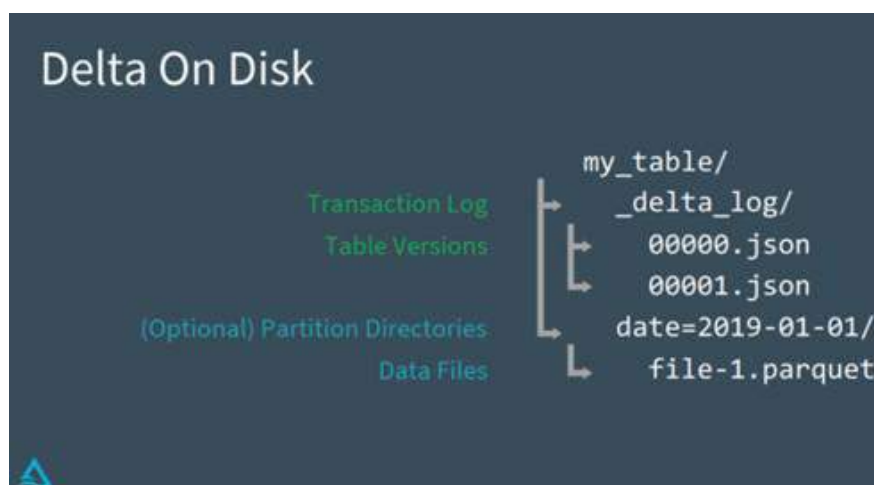 Delta On Disk
my_table/
Transaction Log _delta_log/
Table Versions 00000.json
00001.json
(Optional) Partition Directories date=2019-01-01/
Data Files file-1.parquet